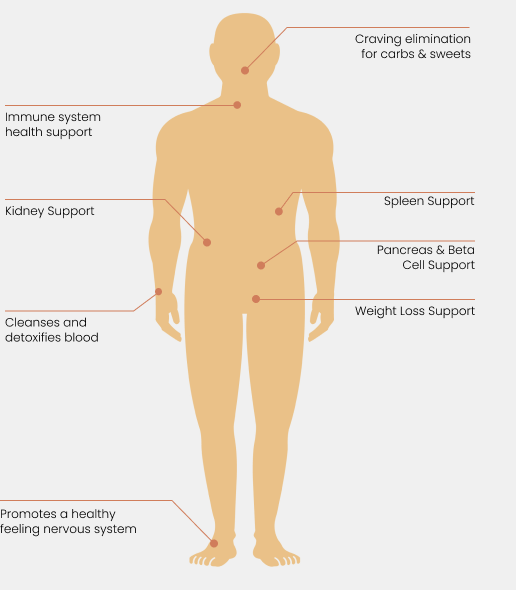 Craving elimination
for carbs & sweets
Immune system
health support
Spleen Support
Kidney Support
Pancreas & Beta
Cell Support
Weight Loss Support
Cleanses and
detoxifies blood
Promotes a healthy
feeling nervous system